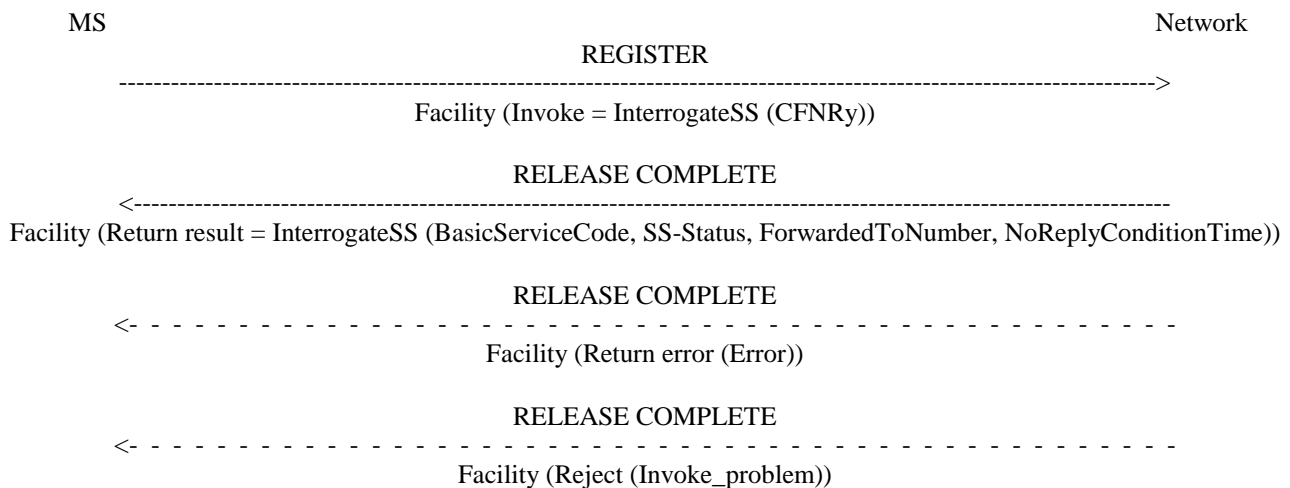 MS Network
REGISTER
Facility (Invoke = InterrogateSS (CFNRy))
RELEASE COMPLETE
Facility (Return result = InterrogateSS (BasicServiceCode, SS-Status, ForwardedToNumber, NoReplyConditionTime))
RELEASE COMPLETE
Facility (Return error (Error))
RELEASE COMPLETE
Facility (Reject (Invoke_problem))